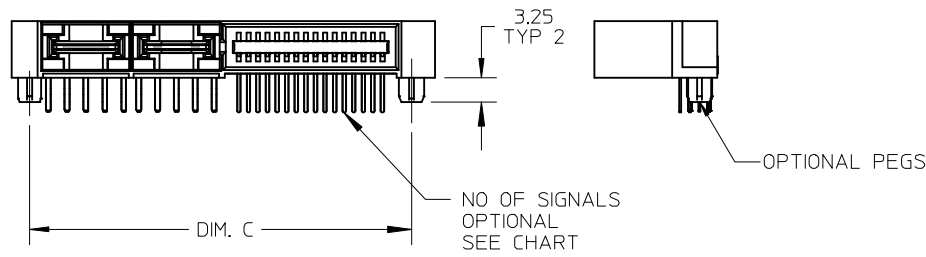 3.25
TYP 2
OPTIONAL PEGS
NO OF SIGNALS
OPTIONAL
SEE CHART
DIM. C